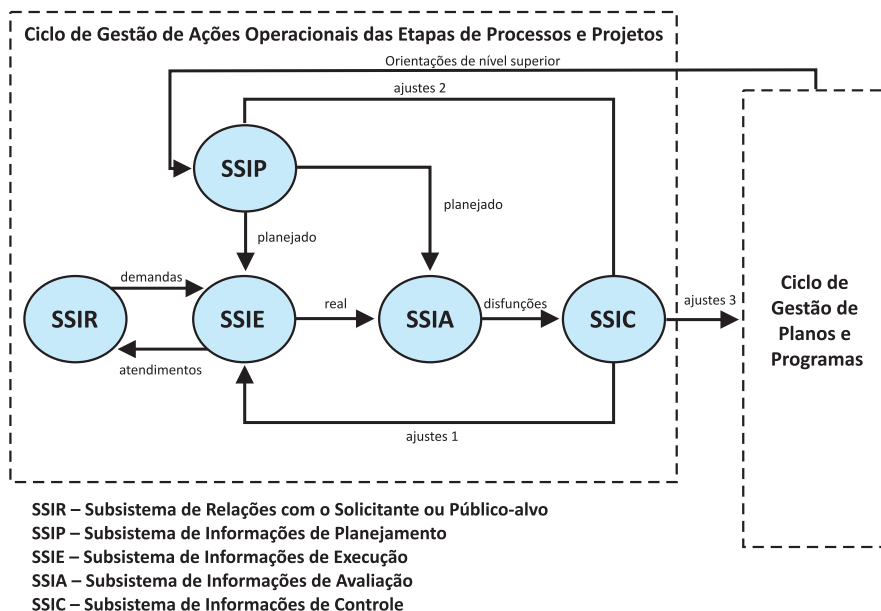 Ciclo de Gestão de Ações Operacionais das Etapas de Processos e Projetos
Orientações de nível superior
ajustes 2
SSIP
planejado
planejado
demandas
SSIR
SSIE
real
SSIA
disfunções
SSIC
ajustes 3
atendimentos
ajustes 1
Ciclo de
Gestão de
Planos e
Programas
SSIR – Subsistema de Relações com o Solicitante ou Público-alvo
SSIP – Subsistema de Informações de Planejamento
SSIE – Subsistema de Informações de Execução
SSIA – Subsistema de Informações de Avaliação
SSIC – Subsistema de Informações de Controle